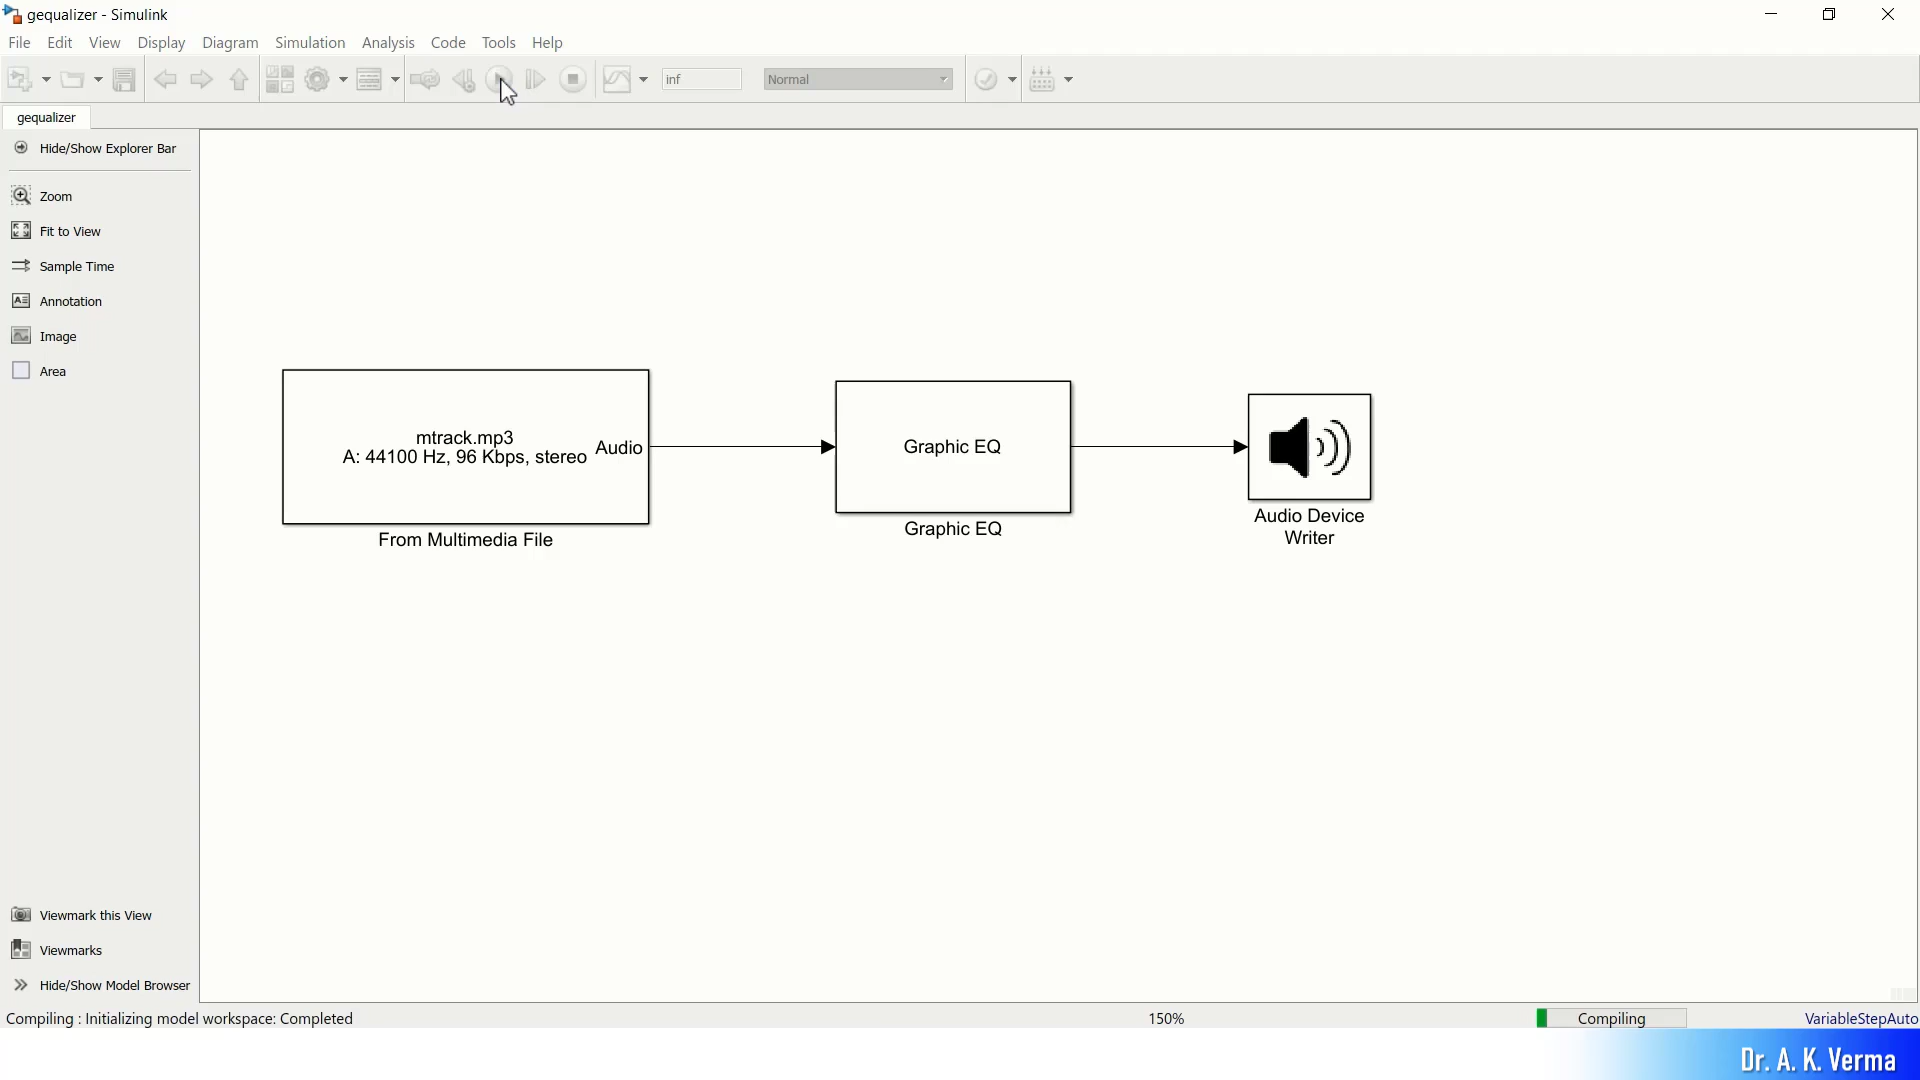 gequalizer - Simulink
File Edit View Display Diagram Simulation Analysis Code Tools Help
inf Normal
gequalizer
Hide/Show Explorer Bar
Zoom
Fit to View
Sample Time
Annotation
Image
Area
mtrack.mp3
A: 44100 Hz, 96 Kbps, stereo
Audio
From Multimedia File
Graphic EQ
Graphic EQ
Audio Device
Writer
Viewmark this View
Viewmarks
Hide/Show Model Browser
Compiling : Initializing model workspace: Completed 150% Compiling VariableStepAuto
Dr. A. K. Verma